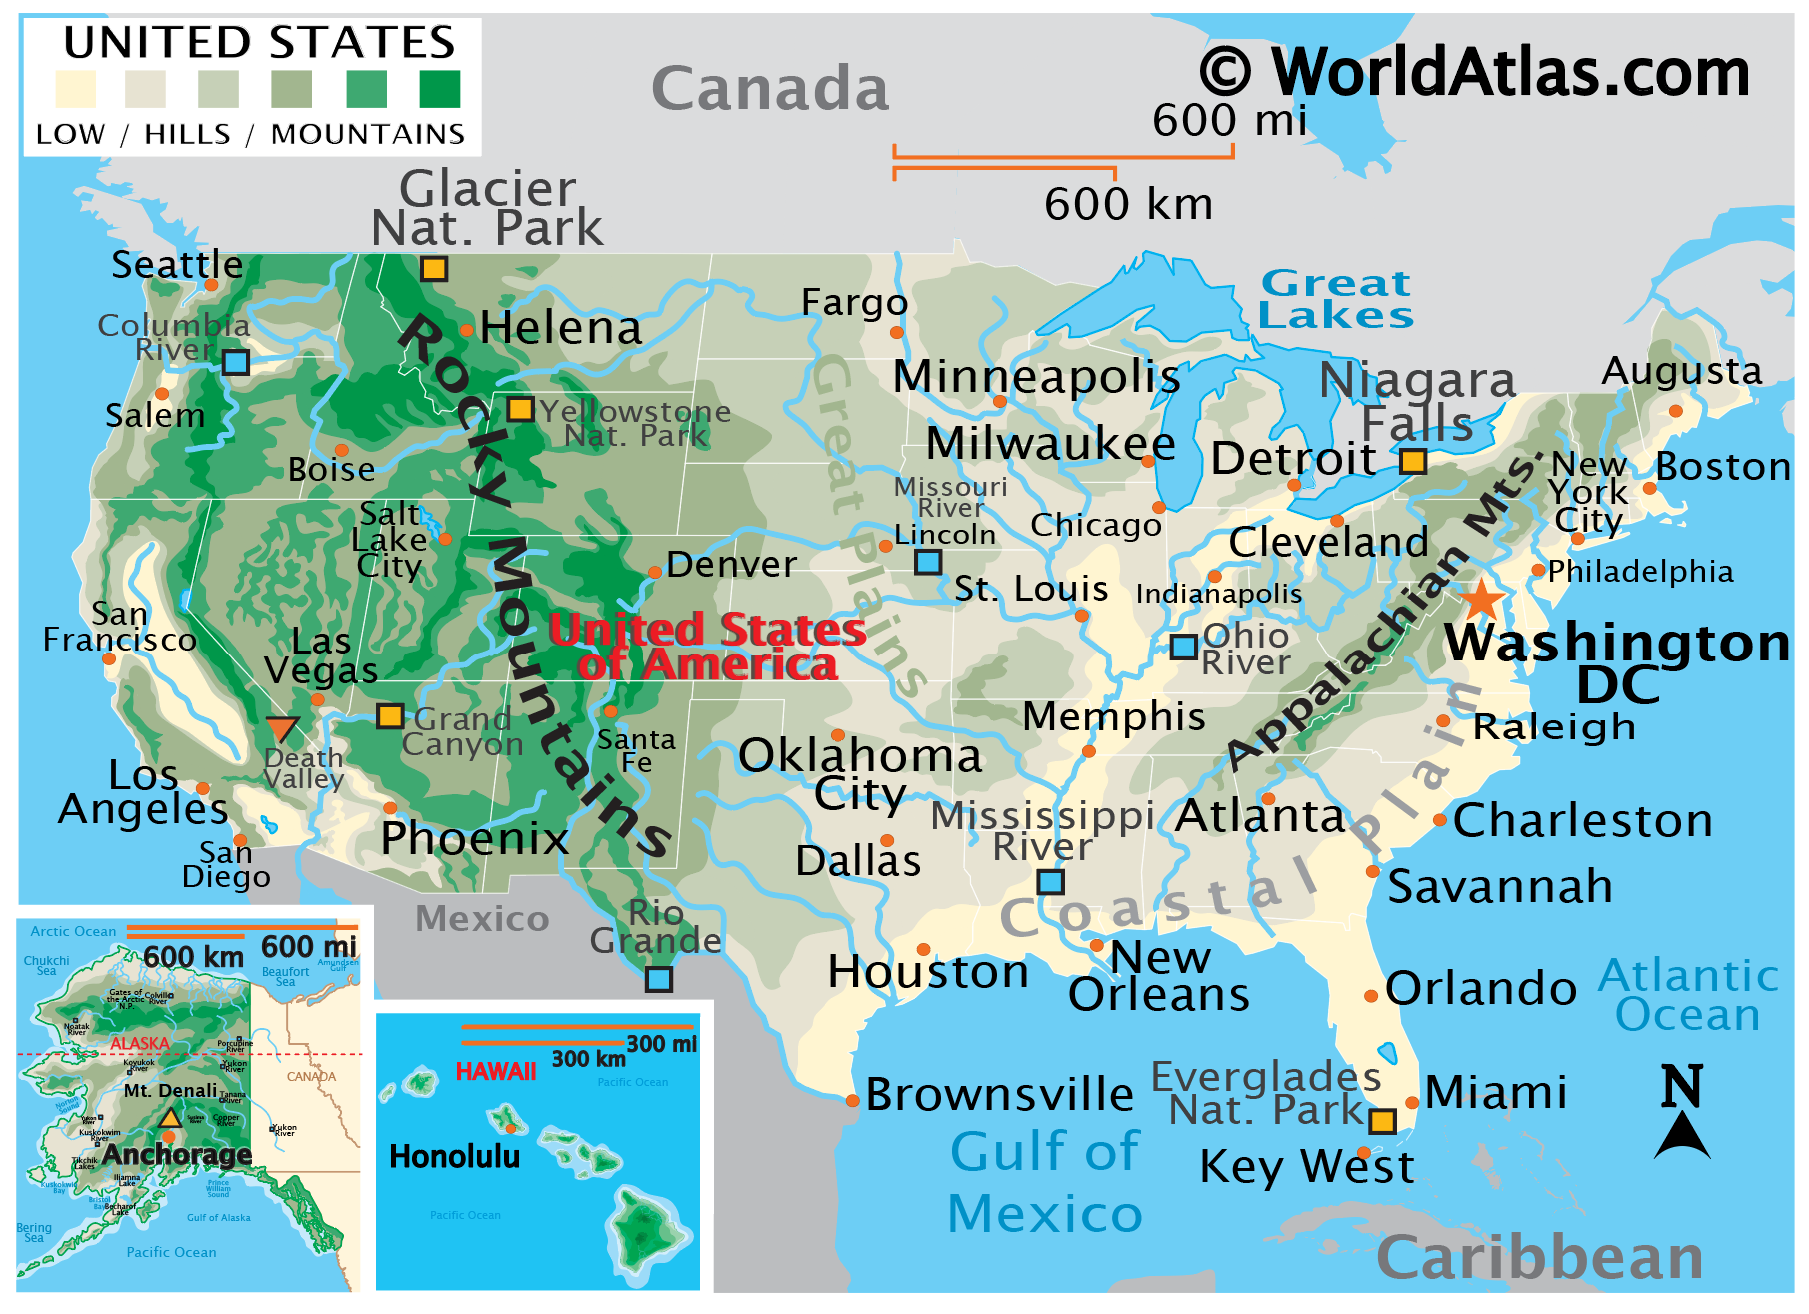 UNITED STATES
LOW / HILLS / MOUNTAINS
Canada
© WorldAtlas.com
600 mi
600 km
Glacier
Nat. Park
Seattle
Columbia
River
Salem
Helena
Rocky Mountains
Yellowstone
Nat. Park
Boise
Fargo
Great
Lakes
Minneapolis
Milwaukee
Niagara
Falls
Detroit
Augusta
Boston
New
York
City
Great Plains
Missouri
River
Lincoln
Chicago
Cleveland
Appalachian Mts.
Philadelphia
Salt
Lake
City
Denver
St. Louis
Indianapolis
Ohio
River
Washington
DC
San
Francisco
Las
Vegas
United States
of America
Grand
Canyon
Death
Valley
Santa
Fe
Memphis
Raleigh
Los
Angeles
Oklahoma
City
Phoenix
San
Diego
Dallas
Mississippi
River
Atlanta
Charleston
Savannah
Coastal Plain
Mexico
Rio
Grande
Houston
New
Orleans
Orlando
Atlantic
Ocean
Brownsville
Everglades
Nat. Park
Miami
Key West
Gulf of
Mexico
N
Caribbean
Arctic Ocean
600 km
600 mi
Chukchi
Sea
Beaufort
Sea
Amundsen
Gulf
Gates of
the Arctic
N.P.
Colville
River
Noatak
River
ALASKA
Porcupine
River
Koyukok
River
Yukon
River
CANADA
Mt. Denali
Tanana
River
Norton
Sound
Yukon
River
Susitna
River
Copper
River
Yukon
River
Kuskokwim
River
Anchorage
Tikchik
Lakes
Iliamna
Lake
Kuskokwim
Bay
Prince
William
Sound
Bristol
Bay
Becharof
Lake
Gulf of Alaska
Bering
Sea
Pacific Ocean
300 mi
300 km
HAWAII
Pacific Ocean
Honolulu
Pacific Ocean